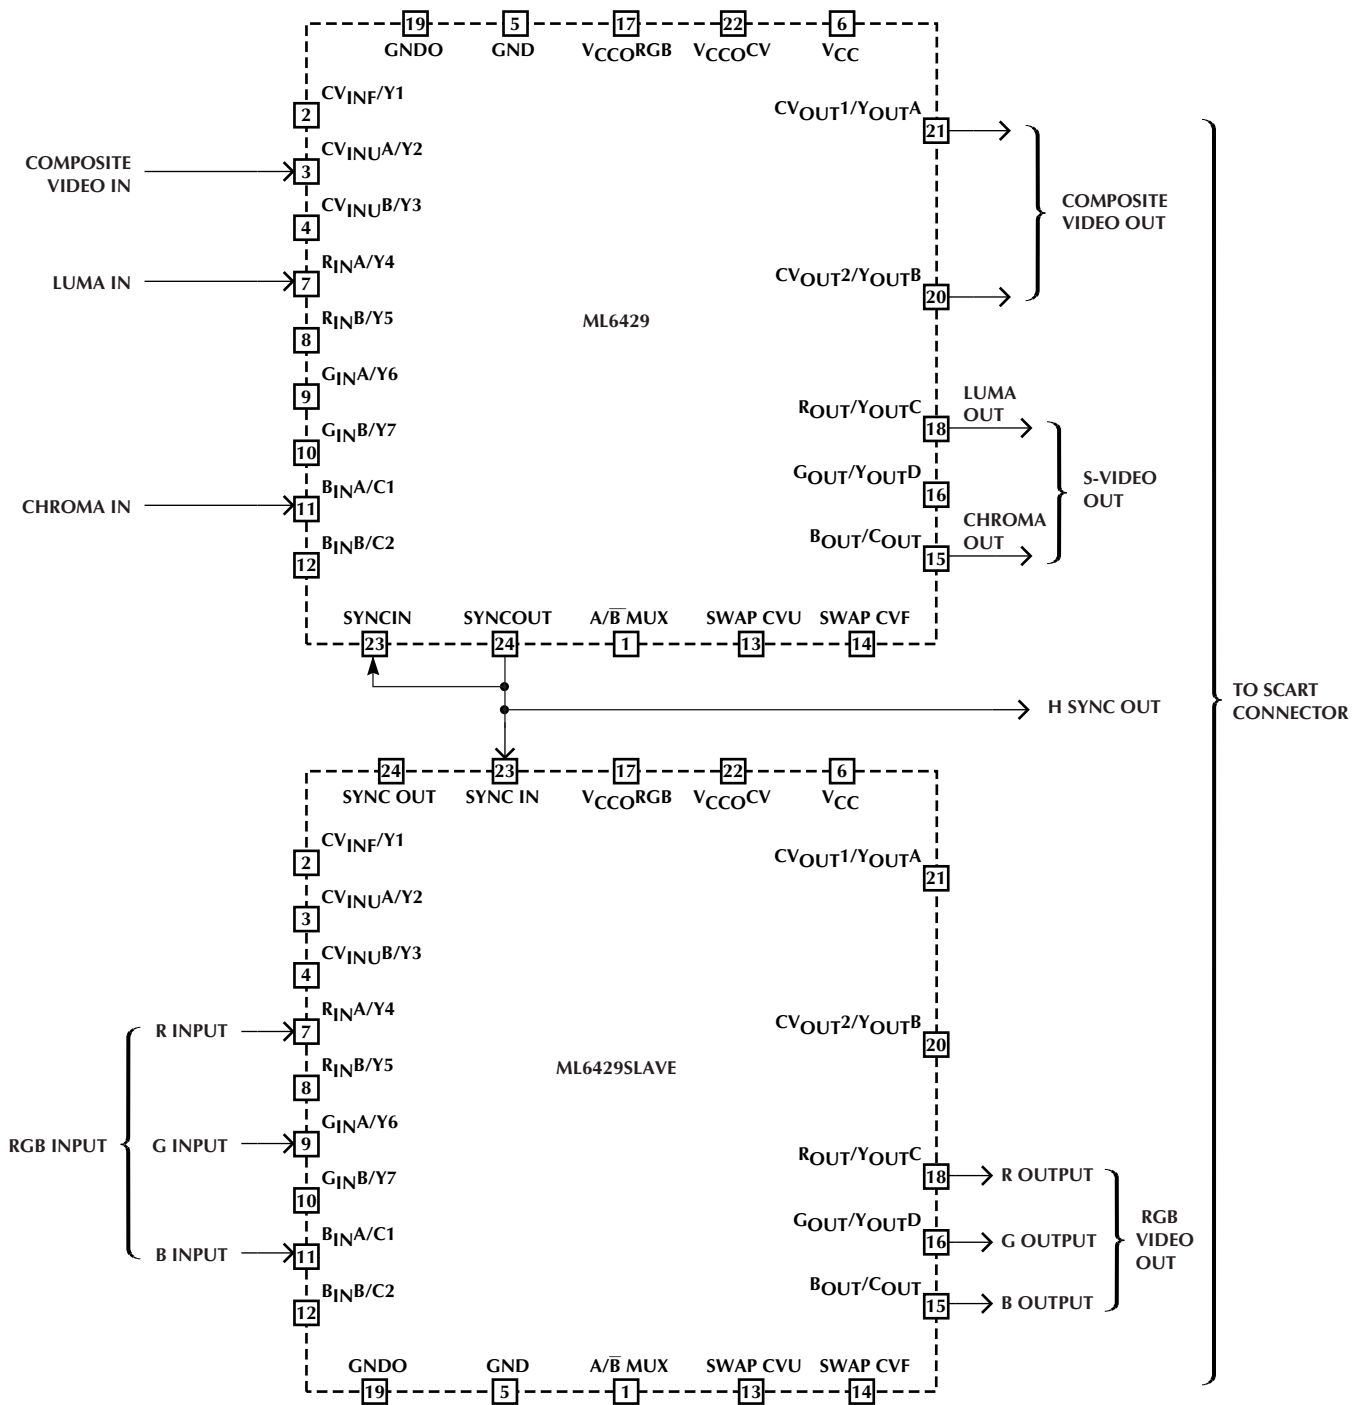 19 5 17 22 6
GNDO GND VCCORGB VCCOCV VCC
CVINF/Y1
2
CVOUT1/YOUTA
21
COMPOSITE
VIDEO IN
CVINUA/Y2
3
COMPOSITE
VIDEO OUT
CVINUB/Y3
4
LUMA IN
RINA/Y4
7
CVOUT2/YOUTB
20
ML6429
RINB/Y5
8
GINA/Y6
9
ROUT/YOUTC
18
LUMA
OUT
GINB/Y7
10
GOUT/YOUTD
16
S-VIDEO
OUT
CHROMA IN
BINA/C1
11
BOUT/COUT
15
CHROMA
OUT
BINB/C2
12
SYNCIN SYNCOUT A/B̅ MUX SWAP CVU SWAP CVF
23 24 1 13 14
H SYNC OUT
TO SCART
CONNECTOR
24 23 17 22 6
SYNC OUT SYNC IN VCCORGB VCCOCV VCC
CVINF/Y1
2
CVOUT1/YOUTA
21
CVINUA/Y2
3
CVINUB/Y3
4
R INPUT
RINA/Y4
7
CVOUT2/YOUTB
20
ML6429SLAVE
RINB/Y5
8
RGB INPUT
G INPUT
GINA/Y6
9
ROUT/YOUTC
18
R OUTPUT
GINB/Y7
10
GOUT/YOUTD
16
G OUTPUT
RGB
VIDEO
OUT
B INPUT
BINA/C1
11
BOUT/COUT
15
B OUTPUT
BINB/C2
12
GNDO GND A/B̅ MUX SWAP CVU SWAP CVF
19 5 1 13 14